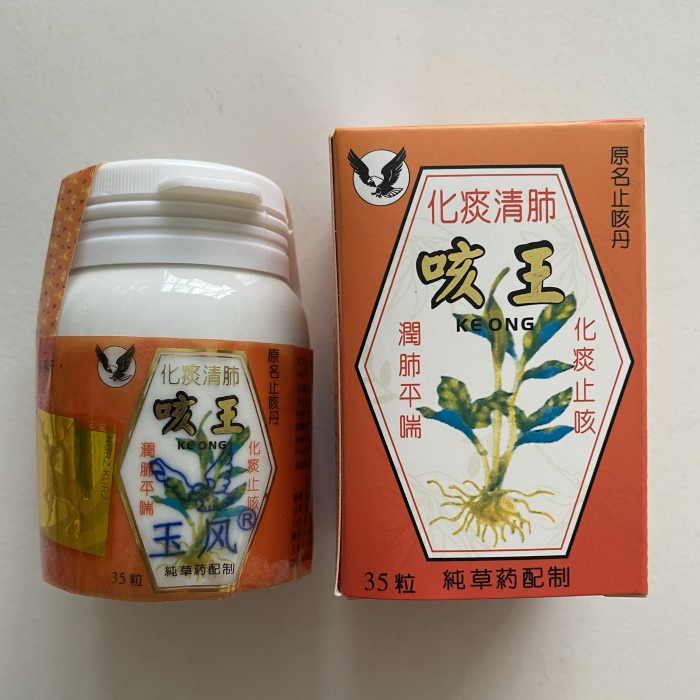 化痰清肺
咳王
KE ONG
潤肺平喘
化痰止咳
原名止咳丹
玉风®
35粒
純草葯配制
KURZ KURZ
原名止咳丹
化痰清肺
咳王
KE ONG
潤肺平喘
化痰止咳
35粒
純草葯配制